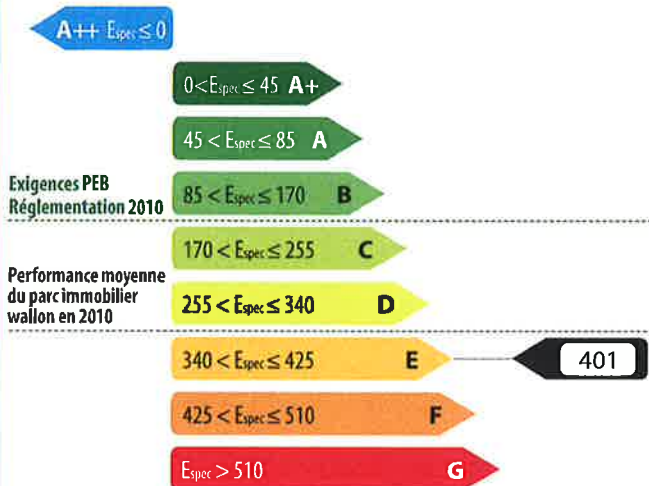 A++ Espec ≤ 0
0 < Espec ≤ 45 A+
45 < Espec ≤ 85 A
Exigences PEB
Réglementation 2010
85 < Espec ≤ 170 B
170 < Espec ≤ 255 C
Performance moyenne
du parc immobilier
wallon en 2010
255 < Espec ≤ 340 D
340 < Espec ≤ 425 E
401
425 < Espec ≤ 510 F
Espec > 510 G